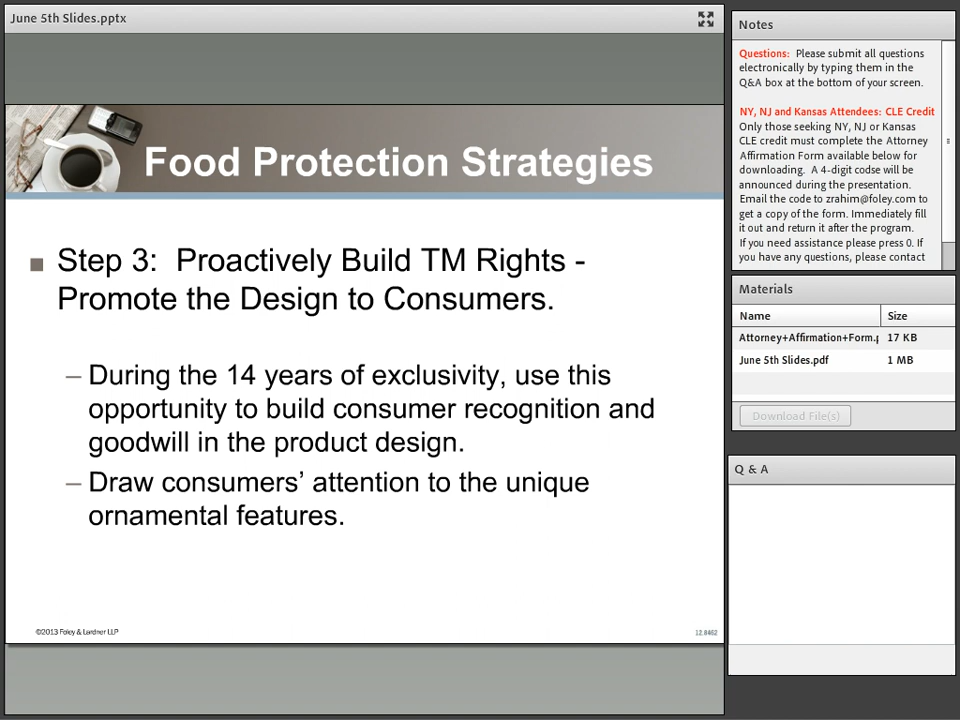 June 5th Slides.pptx
Food Protection Strategies
■ Step 3:  Proactively Build TM Rights -
Promote the Design to Consumers.
– During the 14 years of exclusivity, use this
opportunity to build consumer recognition and
goodwill in the product design.
– Draw consumers’ attention to the unique
ornamental features.
©2013 Foley & Lardner LLP
12.8462
Notes
Questions:  Please submit all questions
electronically by typing them in the
Q&A box at the bottom of your screen.
NY, NJ and Kansas Attendees: CLE Credit
Only those seeking NY, NJ or Kansas
CLE credit must complete the Attorney
Affirmation Form available below for
downloading.  A 4-digit codse will be
announced during the presentation.
Email the code to zrahim@foley.com to
get a copy of the form. Immediately fill
it out and return it after the program.
If you need assistance please press 0. If
you have any questions, please contact
Materials
Name Size
Attorney+Affirmation+Form.p 17 KB
June 5th Slides.pdf 1 MB
Download File(s)
Q & A